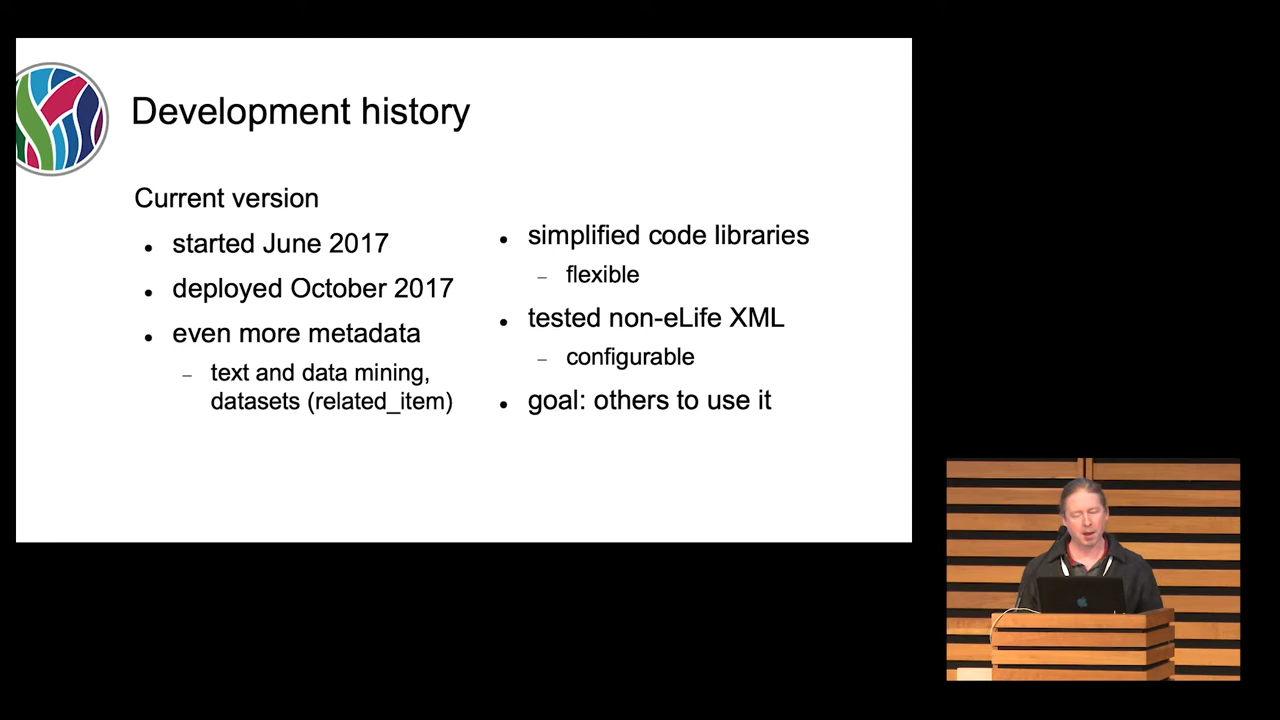 Development history
Current version
• started June 2017
• deployed October 2017
• even more metadata
– text and data mining,
datasets (related_item)
• simplified code libraries
– flexible
• tested non-eLife XML
– configurable
• goal: others to use it